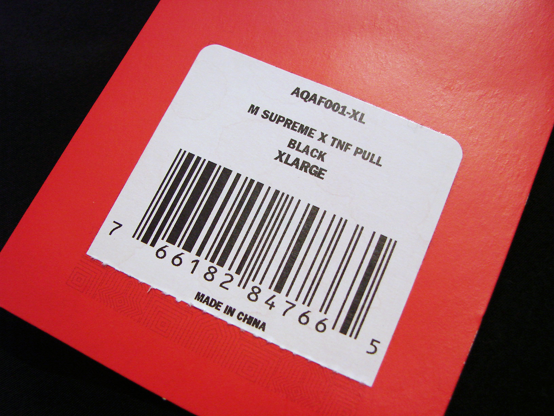 AQAF001-XL
M SUPREME X TNF PULL
BLACK
XLARGE
7 66182 84766 5
MADE IN CHINA